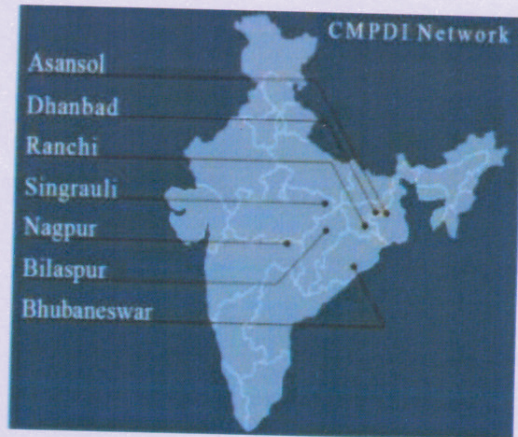 CMPDI Network
Asansol
Dhanbad
Ranchi
Singrauli
Nagpur
Bilaspur
Bhubaneswar